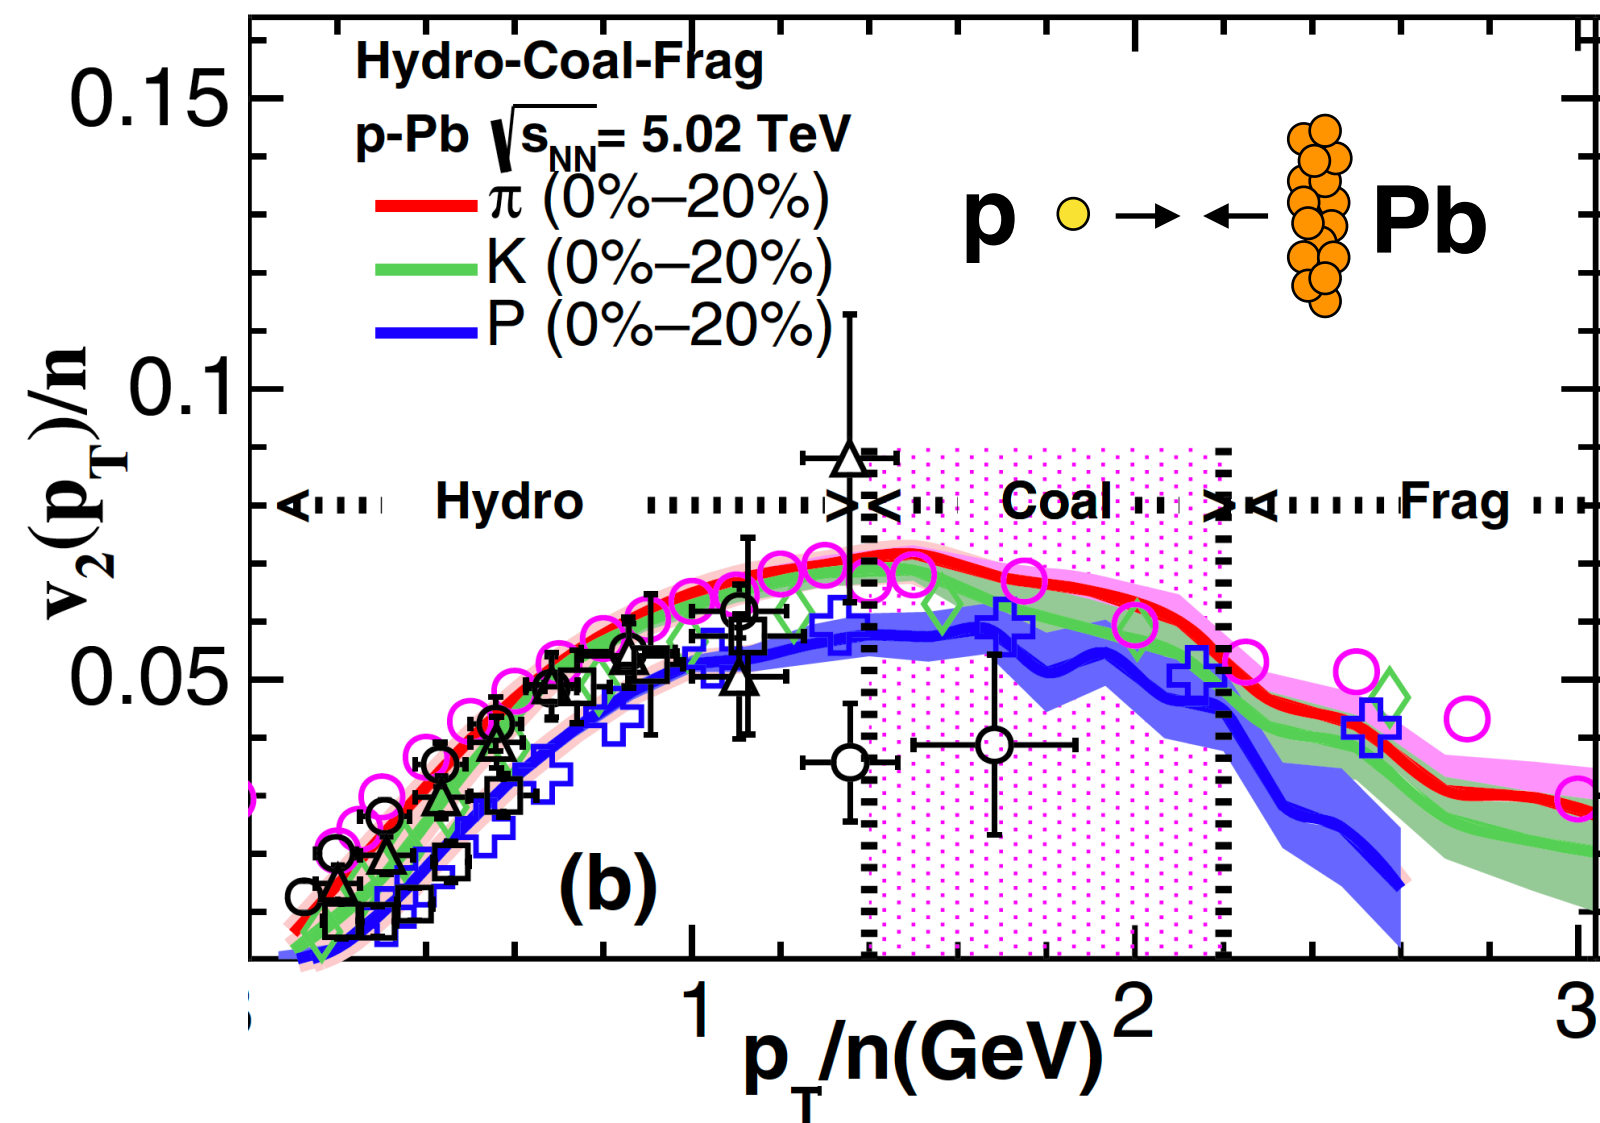 Hydro-Coal-Frag
p-Pb √sNN= 5.02 TeV
π (0%–20%)
K (0%–20%)
P (0%–20%)
p
Pb
0.15
0.1
0.05
v2(pT)/n
Hydro
Coal
Frag
(b)
1
2
3
pT/n(GeV)